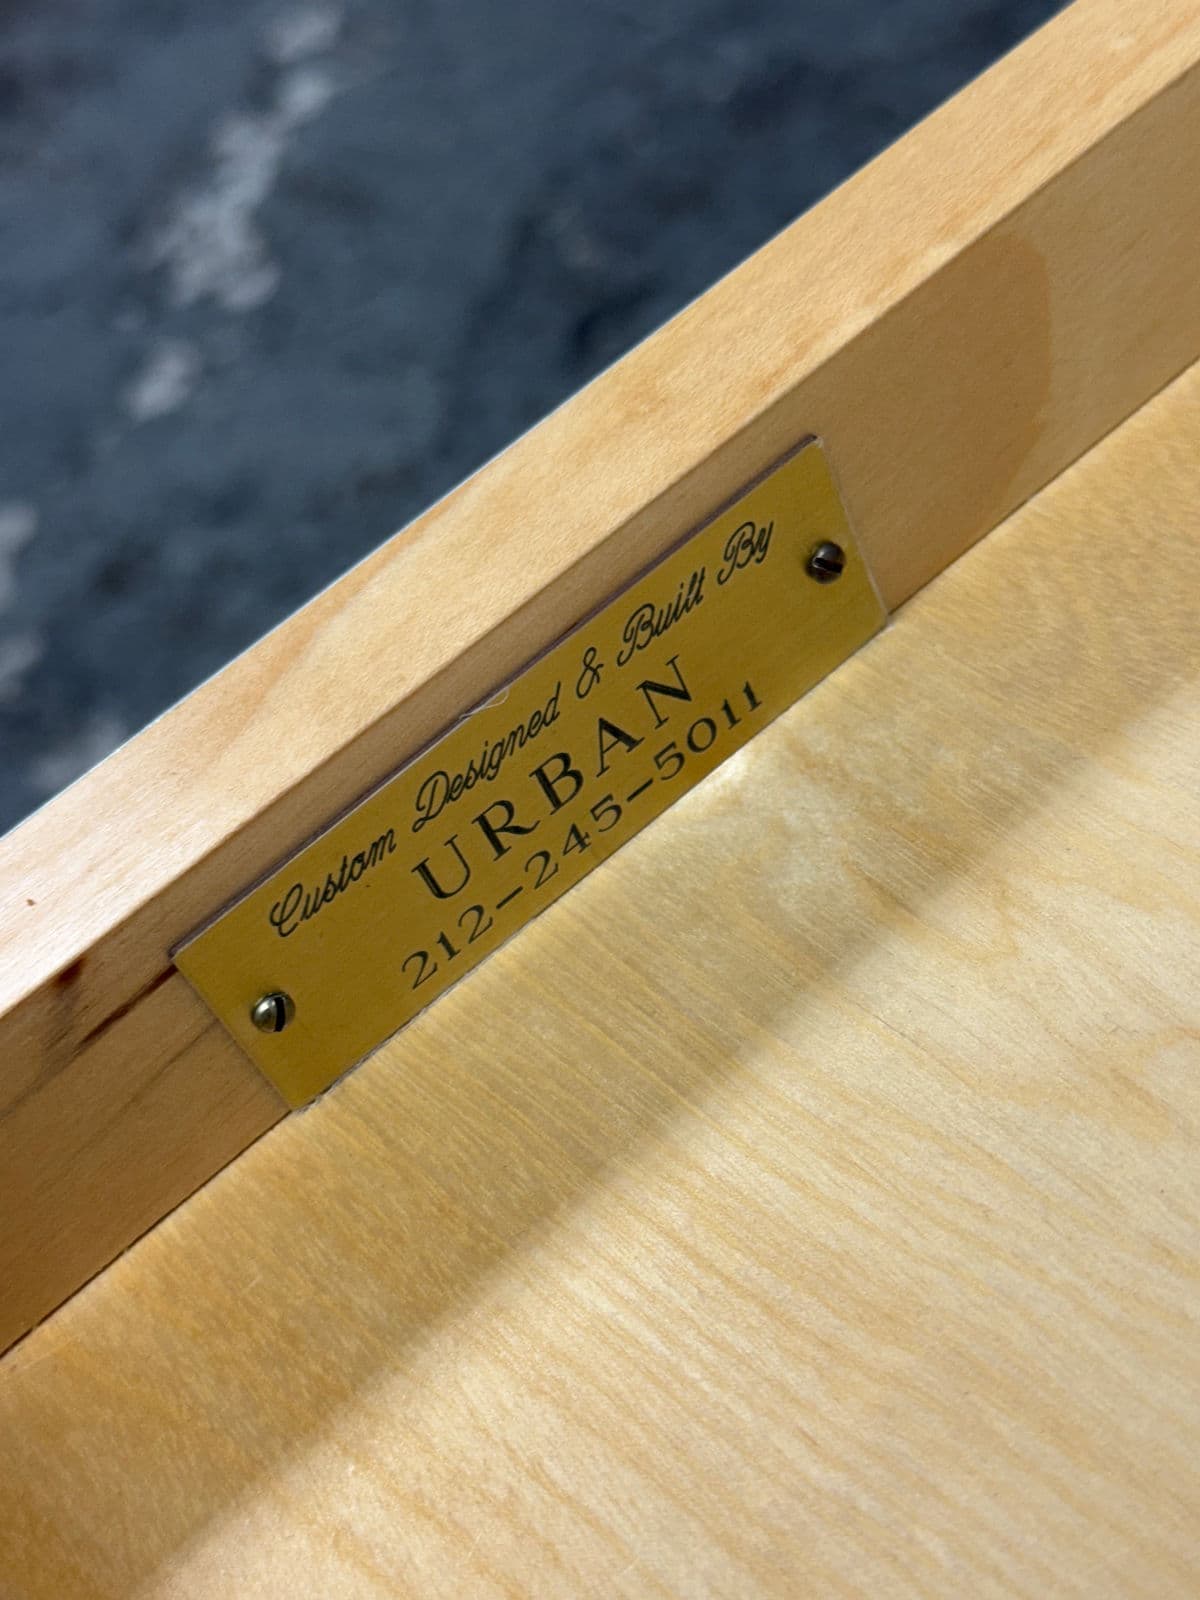 Custom Designed & Built By
URBAN
212-245-5011